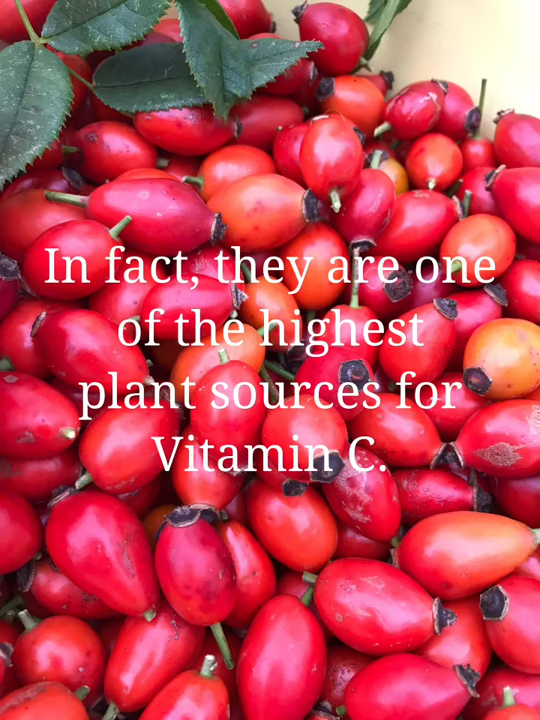 In fact, they are one
of the highest
plant sources for
Vitamin C.